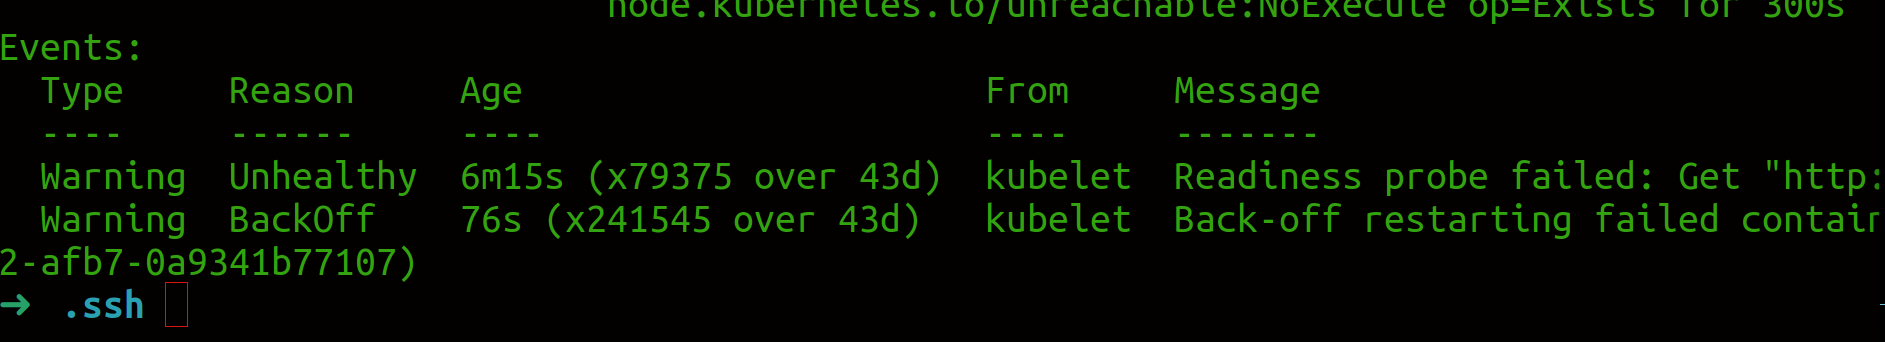 node.kubernetes.io/unreachable:NoExecute op=Exists for 300s
Events:
Type Reason Age From Message
---- ------ ---- ---- -------
Warning Unhealthy 6m15s (x79375 over 43d) kubelet Readiness probe failed: Get "http:
Warning BackOff 76s (x241545 over 43d) kubelet Back-off restarting failed contain
2-afb7-0a9341b77107)
➜ .ssh